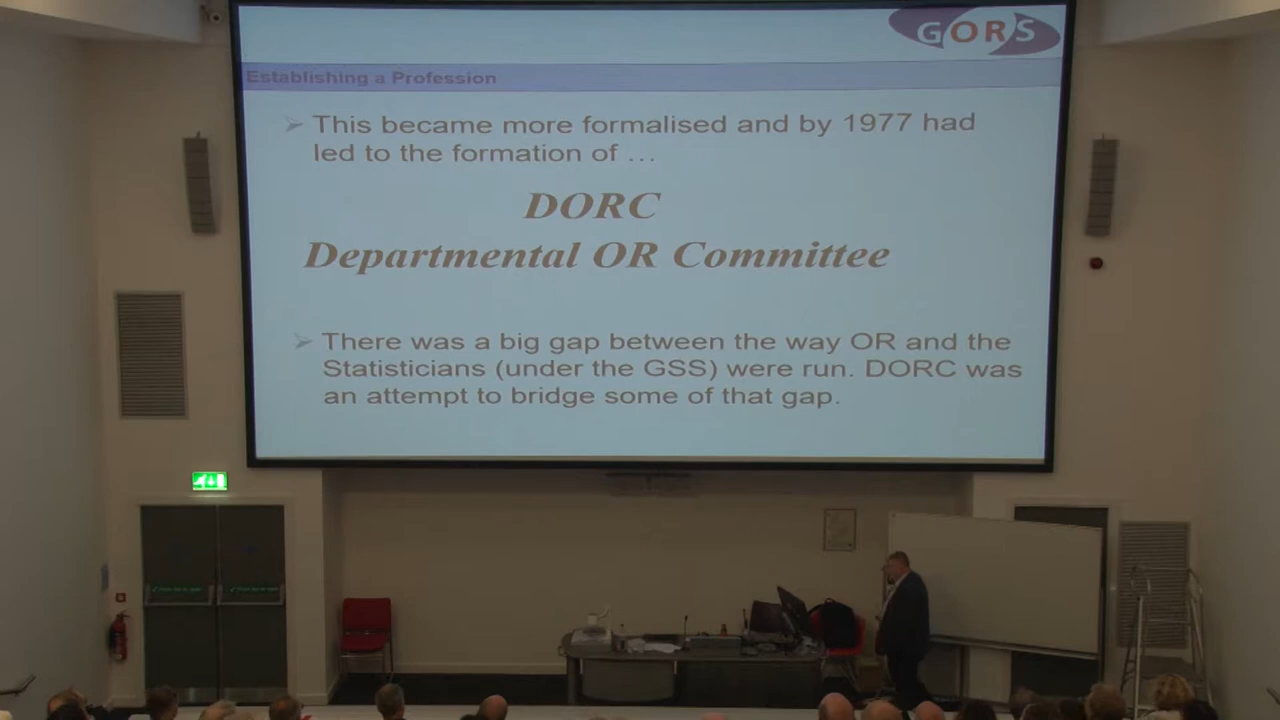 GORS
Establishing a Profession
This became more formalised and by 1977 had
led to the formation of …
DORC
Departmental OR Committee
There was a big gap between the way OR and the
Statisticians (under the GSS) were run. DORC was
an attempt to bridge some of that gap.